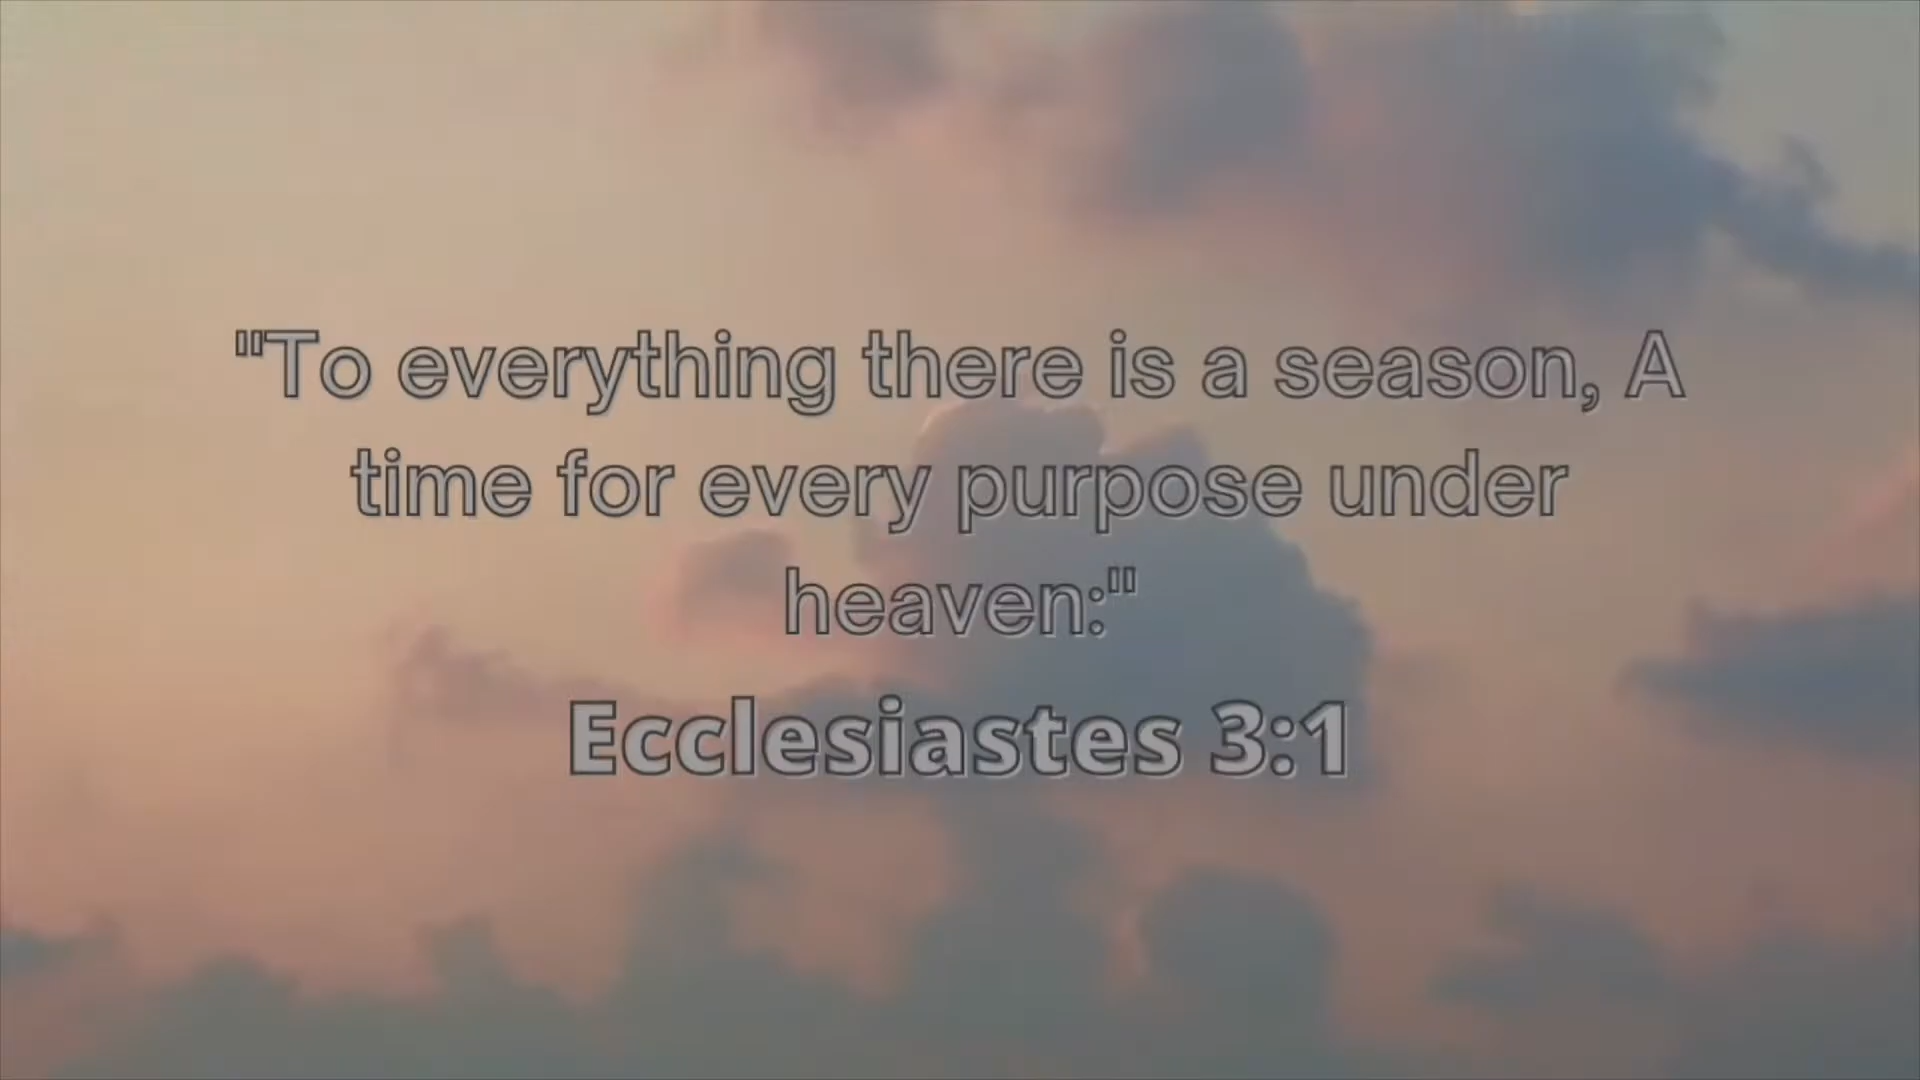 "To everything there is a season, A
time for every purpose under
heaven:"
Ecclesiastes 3:1